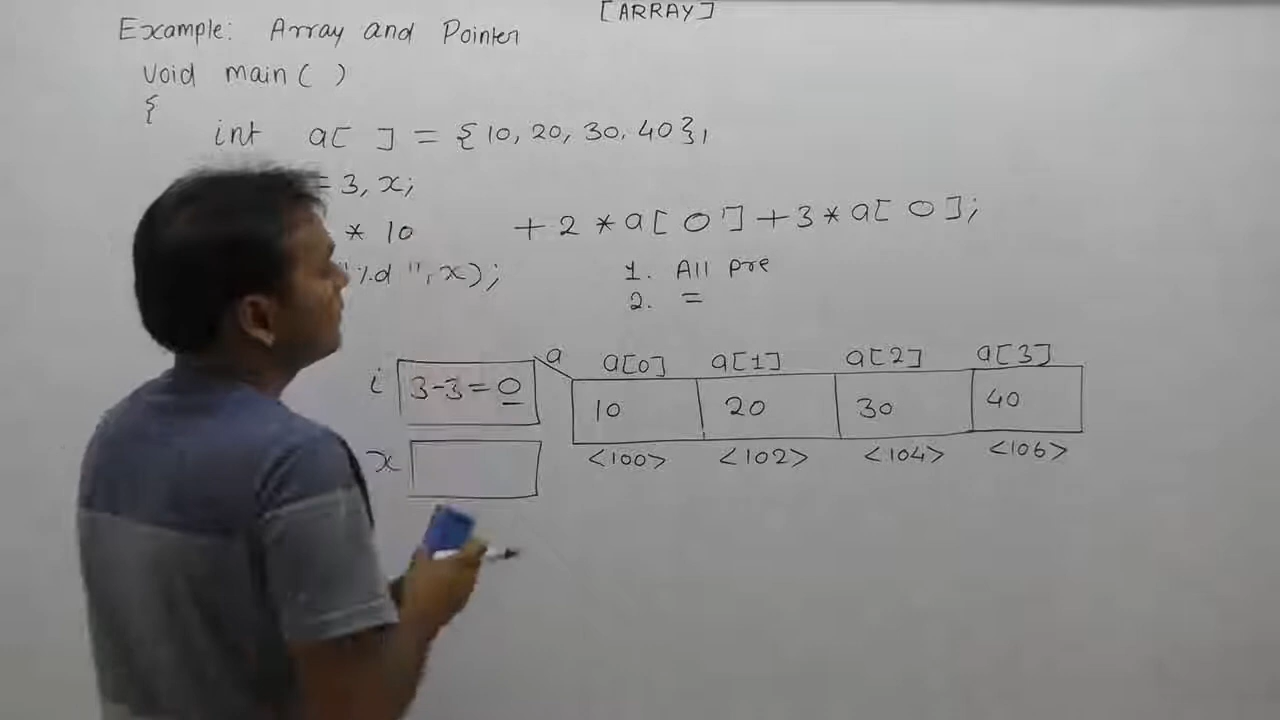 [ARRAY]
Example: Array and Pointer
void main( )
{
int a[ ] = {10, 20, 30, 40};
= 3, x;
* 10 + 2 * a[ 0 ] + 3 * a[ 0 ];
"%d", x);
1. All pre
2. =
a a[0] a[1] a[2] a[3]
i 3-3=0 10 20 30 40
x <100> <102> <104> <106>